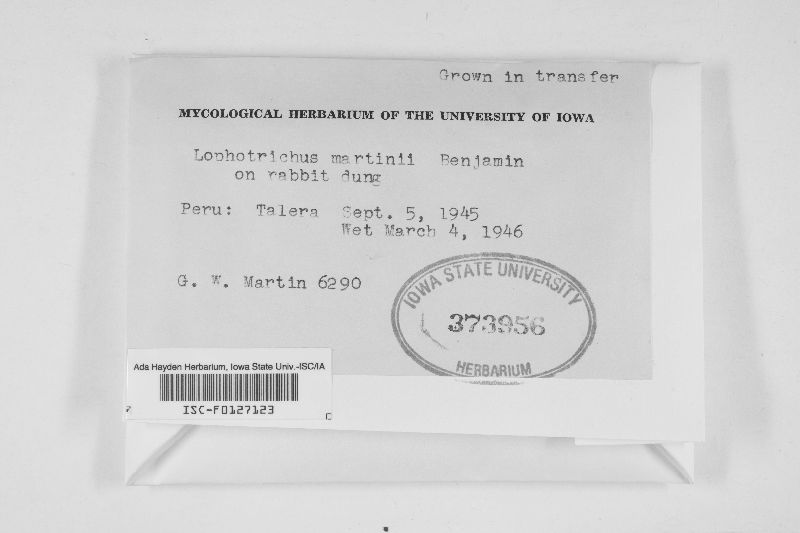 Grown in transfer
MYCOLOGICAL HERBARIUM OF THE UNIVERSITY OF IOWA
Lophotrichus martinii Benjamin
on rabbit dung
Peru: Talera Sept. 5, 1945
Wet March 4, 1946
G. W. Martin 6290
IOWA STATE UNIVERSITY
373956
HERBARIUM
Ada Hayden Herbarium, Iowa State Univ.-ISC/IA
ISC-F0127123